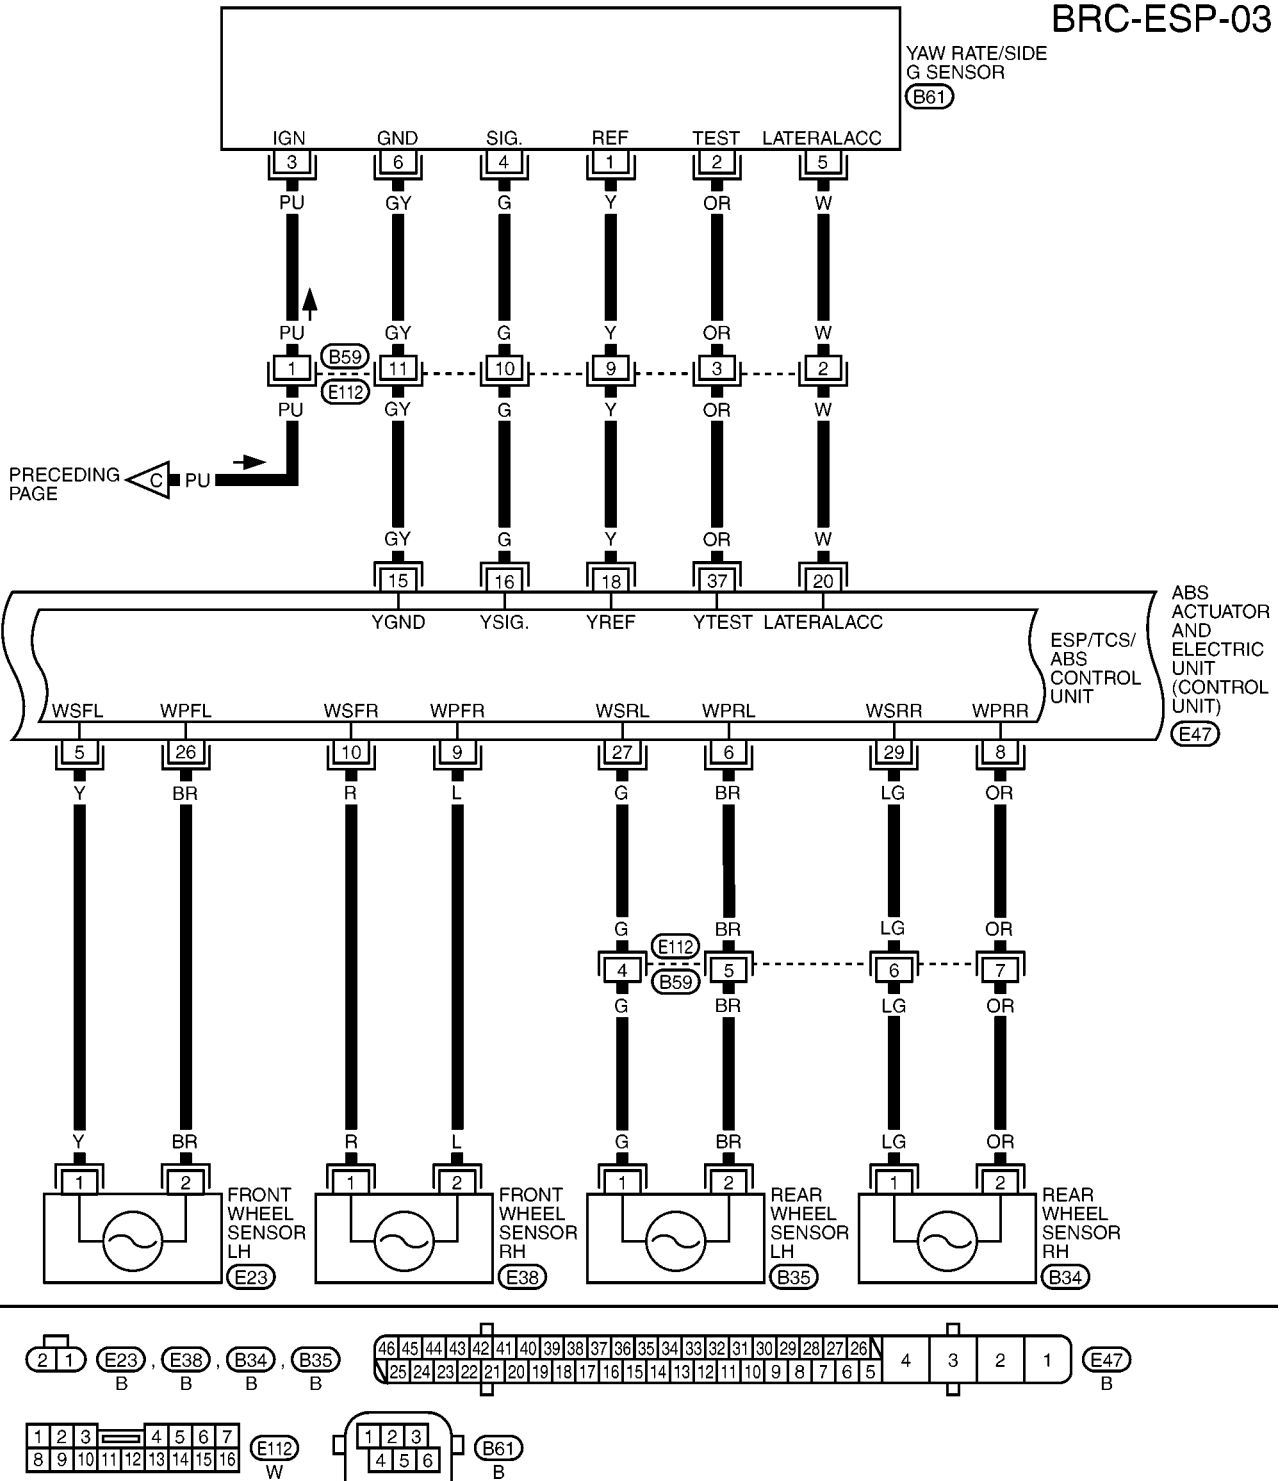 BRC-ESP-03
YAW RATE/SIDE
G SENSOR
B61
IGN GND SIG. REF TEST LATERALACC
3 6 4 1 2 5
PU GY G Y OR W
PU GY G Y OR W
1 B59 11 10 9 3 2
E112
PU GY G Y OR W
PRECEDING
PAGE
C PU
GY G Y OR W
15 16 18 37 20
YGND YSIG. YREF YTEST LATERALACC
ESP/TCS/
ABS
CONTROL
UNIT
ABS
ACTUATOR
AND
ELECTRIC
UNIT
(CONTROL
UNIT)
E47
WSFL WPFL WSFR WPFR WSRL WPRL WSRR WPRR
5 26 10 9 27 6 29 8
Y BR R L G BR LG OR
G BR LG OR
4 E112 5 6 7
B59
G BR LG OR
Y BR R L G BR LG OR
1 2 1 2 1 2 1 2
FRONT
WHEEL
SENSOR
LH
E23
FRONT
WHEEL
SENSOR
RH
E38
REAR
WHEEL
SENSOR
LH
B35
REAR
WHEEL
SENSOR
RH
B34
2 1 E23 , E38 , B34 , B35
B B B B
46 45 44 43 42 41 40 39 38 37 36 35 34 33 32 31 30 29 28 27 26
25 24 23 22 21 20 19 18 17 16 15 14 13 12 11 10 9 8 7 6 5
4 3 2 1
E47
B
1 2 3 4 5 6 7
8 9 10 11 12 13 14 15 16
E112
W
1 2 3
4 5 6
B61
B